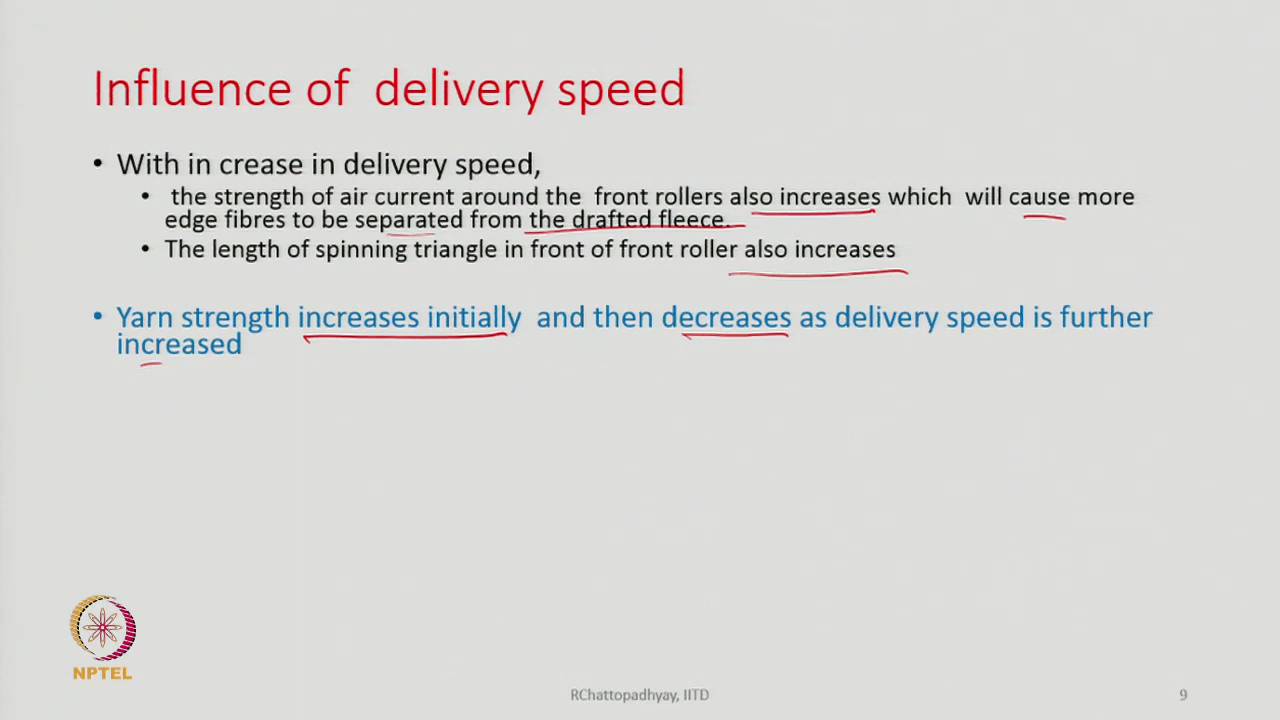 Influence of delivery speed
• With in crease in delivery speed,
• the strength of air current around the front rollers also increases which will cause more
edge fibres to be separated from the drafted fleece.
• The length of spinning triangle in front of front roller also increases
• Yarn strength increases initially and then decreases as delivery speed is further
increased
NPTEL
RChattopadhyay, IITD
9